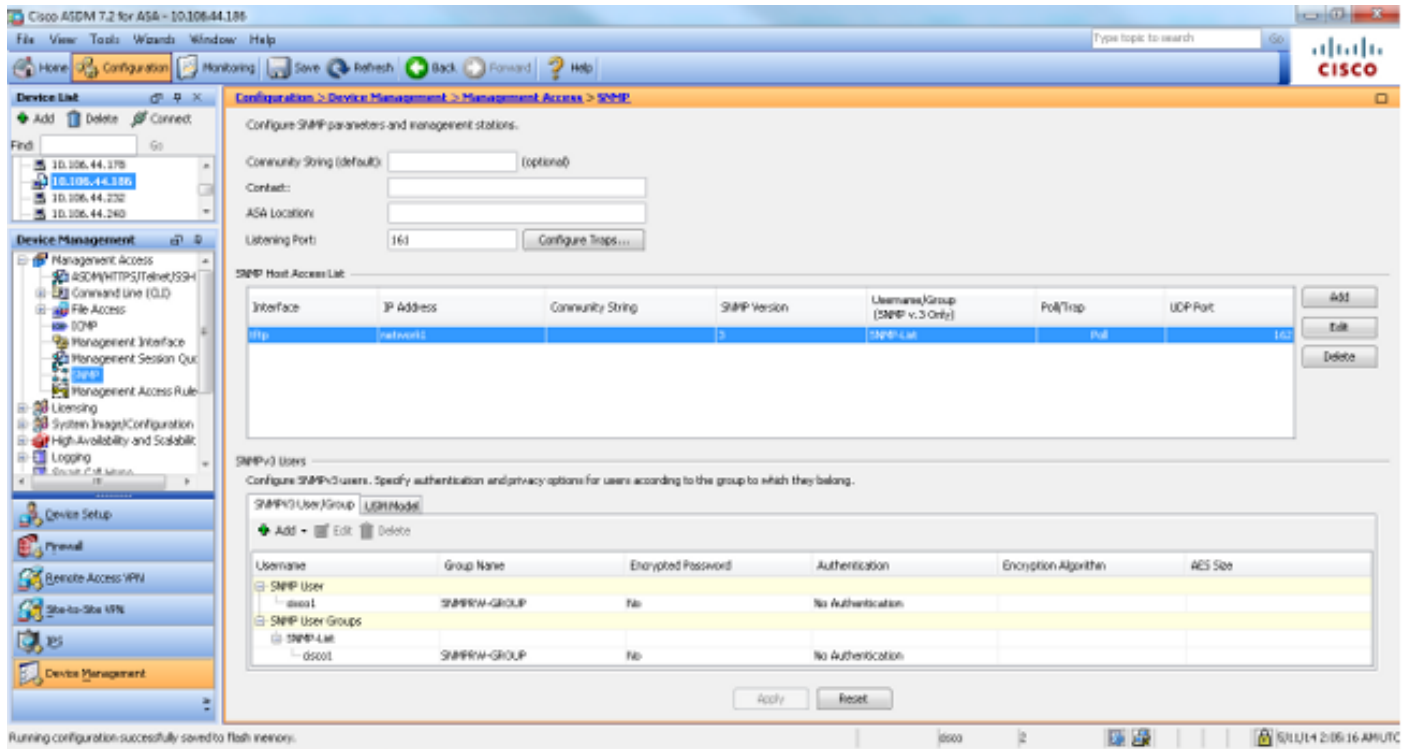 Cisco ASDM 7.2 for ASA - 10.106.44.186
File View Tools Wizards Window Help
Type topic to search Go
Home Configuration Monitoring Save Refresh Back Forward Help
CISCO
Device List
Add Delete Connect
Find: Go
10.106.44.178
10.106.44.186
10.106.44.232
10.106.44.240
Device Management
Management Access
ASDM/HTTPS/Telnet/SSH
Command Line (CLI)
File Access
ICMP
Management Interface
Management Session Quo
SNMP
Management Access Rule
Licensing
System Image/Configuration
High Availability and Scalabilit
Logging
Device Setup
Firewall
Remote Access VPN
Site-to-Site VPN
IPS
Device Management
Configuration > Device Management > Management Access > SNMP
Configure SNMP parameters and management stations.
Community String (default): (optional)
Contact:
ASA Location:
Listening Port: 161 Configure Traps...
SNMP Host Access List
Interface IP Address Community String SNMP Version Username/Group (SNMP v.3 Only) Poll/Trap UDP Port
tftp network1 3 SNMP-List Poll 162
Add
Edit
Delete
SNMPv3 Users
Configure SNMPv3 users. Specify authentication and privacy options for users according to the group to which they belong.
SNMPV3 User/Group USM Model
Add Edit Delete
Username Group Name Encrypted Password Authentication Encryption Algorithm AES Size
SNMP User
cisco1 SNMPRW-GROUP No No Authentication
SNMP User Groups
SNMP-List
cisco1 SNMPRW-GROUP No No Authentication
Apply Reset
Running configuration successfully saved to flash memory.
cisco 2 5/11/14 2:05:16 AM UTC